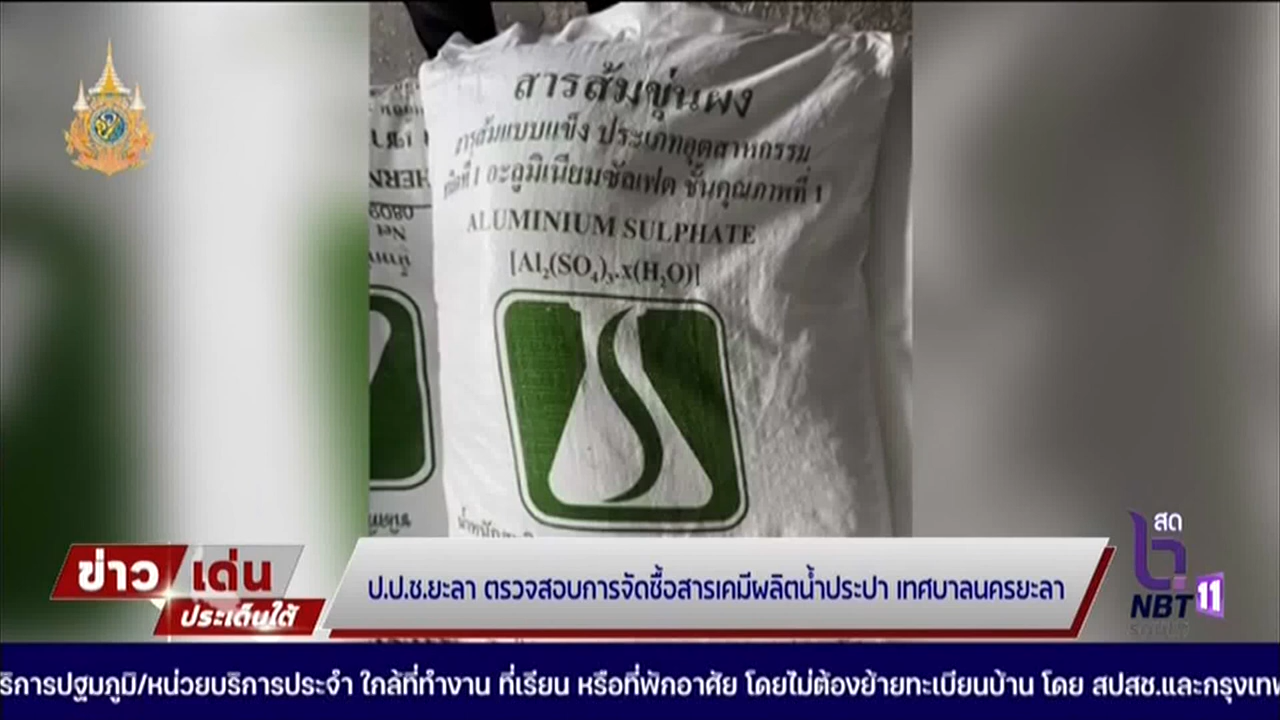 สารส้มขุ่นผง
สารส้มแบบแข็ง ประเภทอุตสาหกรรม
ชนิดที่ 1 อะลูมิเนียมซัลเฟต ชั้นคุณภาพที่ 1
ALUMINIUM SULPHATE
[Al₂(SO₄)₃.x(H₂O)]
0809
Net
สด
NBT 11
ข่าวเด่น
ประเด็นใต้
ป.ป.ช.ยะลา ตรวจสอบการจัดซื้อสารเคมีผลิตน้ำประปา เทศบาลนครยะลา
ริการปฐมภูมิ/หน่วยบริการประจำ ใกล้ที่ทำงาน ที่เรียน หรือที่พักอาศัย โดยไม่ต้องย้ายทะเบียนบ้าน โดย สปสช.และกรุงเทพ